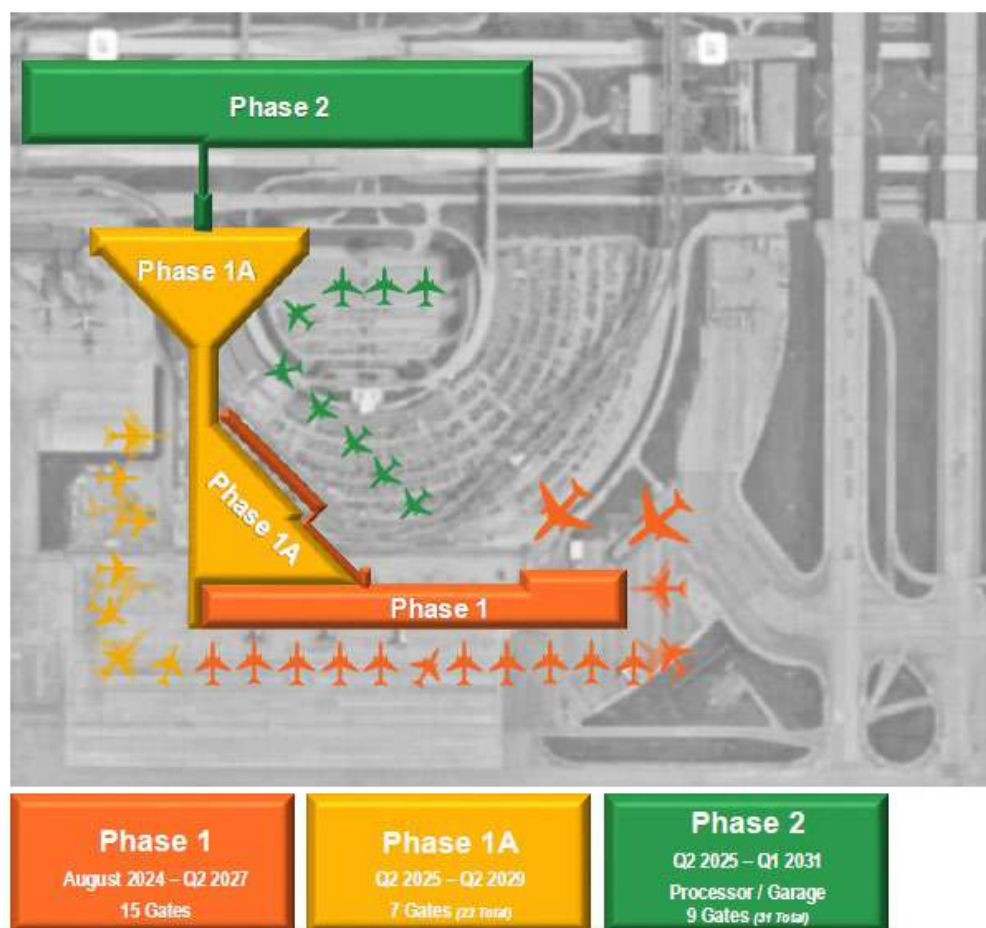 Phase 2
Phase 1A
Phase 1A
Phase 1
Phase 1
August 2024 – Q2 2027
15 Gates
Phase 1A
Q2 2025 – Q2 2029
7 Gates (22 Total)
Phase 2
Q2 2025 – Q1 2031
Processor / Garage
9 Gates (31 Total)